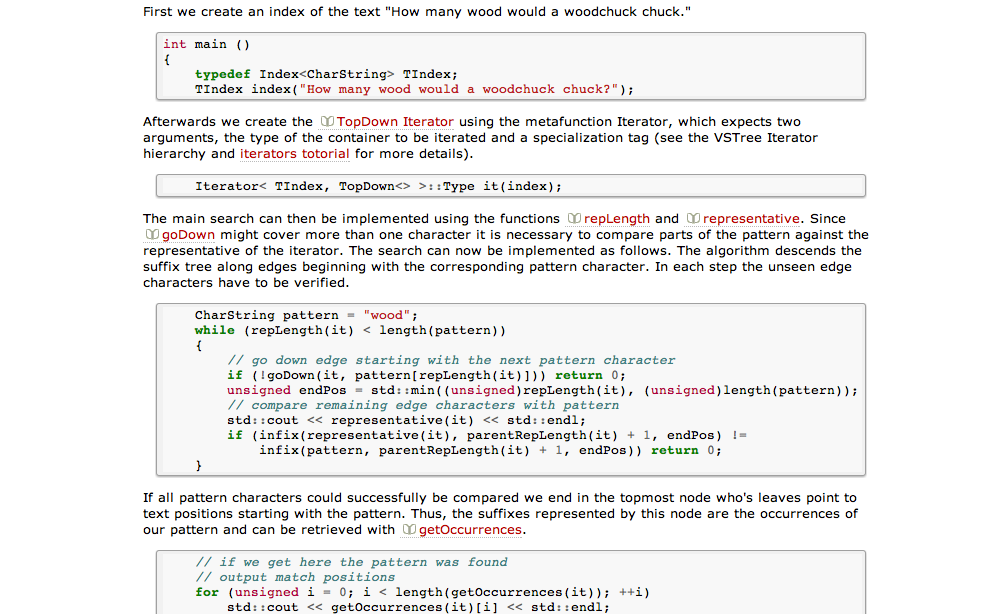 First we create an index of the text "How many wood would a woodchuck chuck."
int main ()
{
    typedef Index<CharString> TIndex;
    TIndex index("How many wood would a woodchuck chuck?");
Afterwards we create the TopDown Iterator using the metafunction Iterator, which expects two
arguments, the type of the container to be iterated and a specialization tag (see the VSTree Iterator
hierarchy and iterators totorial for more details).
    Iterator< TIndex, TopDown<> >::Type it(index);
The main search can then be implemented using the functions repLength and representative. Since
goDown might cover more than one character it is necessary to compare parts of the pattern against the
representative of the iterator. The search can now be implemented as follows. The algorithm descends the
suffix tree along edges beginning with the corresponding pattern character. In each step the unseen edge
characters have to be verified.
    CharString pattern = "wood";
    while (repLength(it) < length(pattern))
    {
        // go down edge starting with the next pattern character
        if (!goDown(it, pattern[repLength(it)])) return 0;
        unsigned endPos = std::min((unsigned)repLength(it), (unsigned)length(pattern));
        // compare remaining edge characters with pattern
        std::cout << representative(it) << std::endl;
        if (infix(representative(it), parentRepLength(it) + 1, endPos) !=
            infix(pattern, parentRepLength(it) + 1, endPos)) return 0;
    }
If all pattern characters could successfully be compared we end in the topmost node who's leaves point to
text positions starting with the pattern. Thus, the suffixes represented by this node are the occurrences of
our pattern and can be retrieved with getOccurrences.
    // if we get here the pattern was found
    // output match positions
    for (unsigned i = 0; i < length(getOccurrences(it)); ++i)
        std::cout << getOccurrences(it)[i] << std::endl;